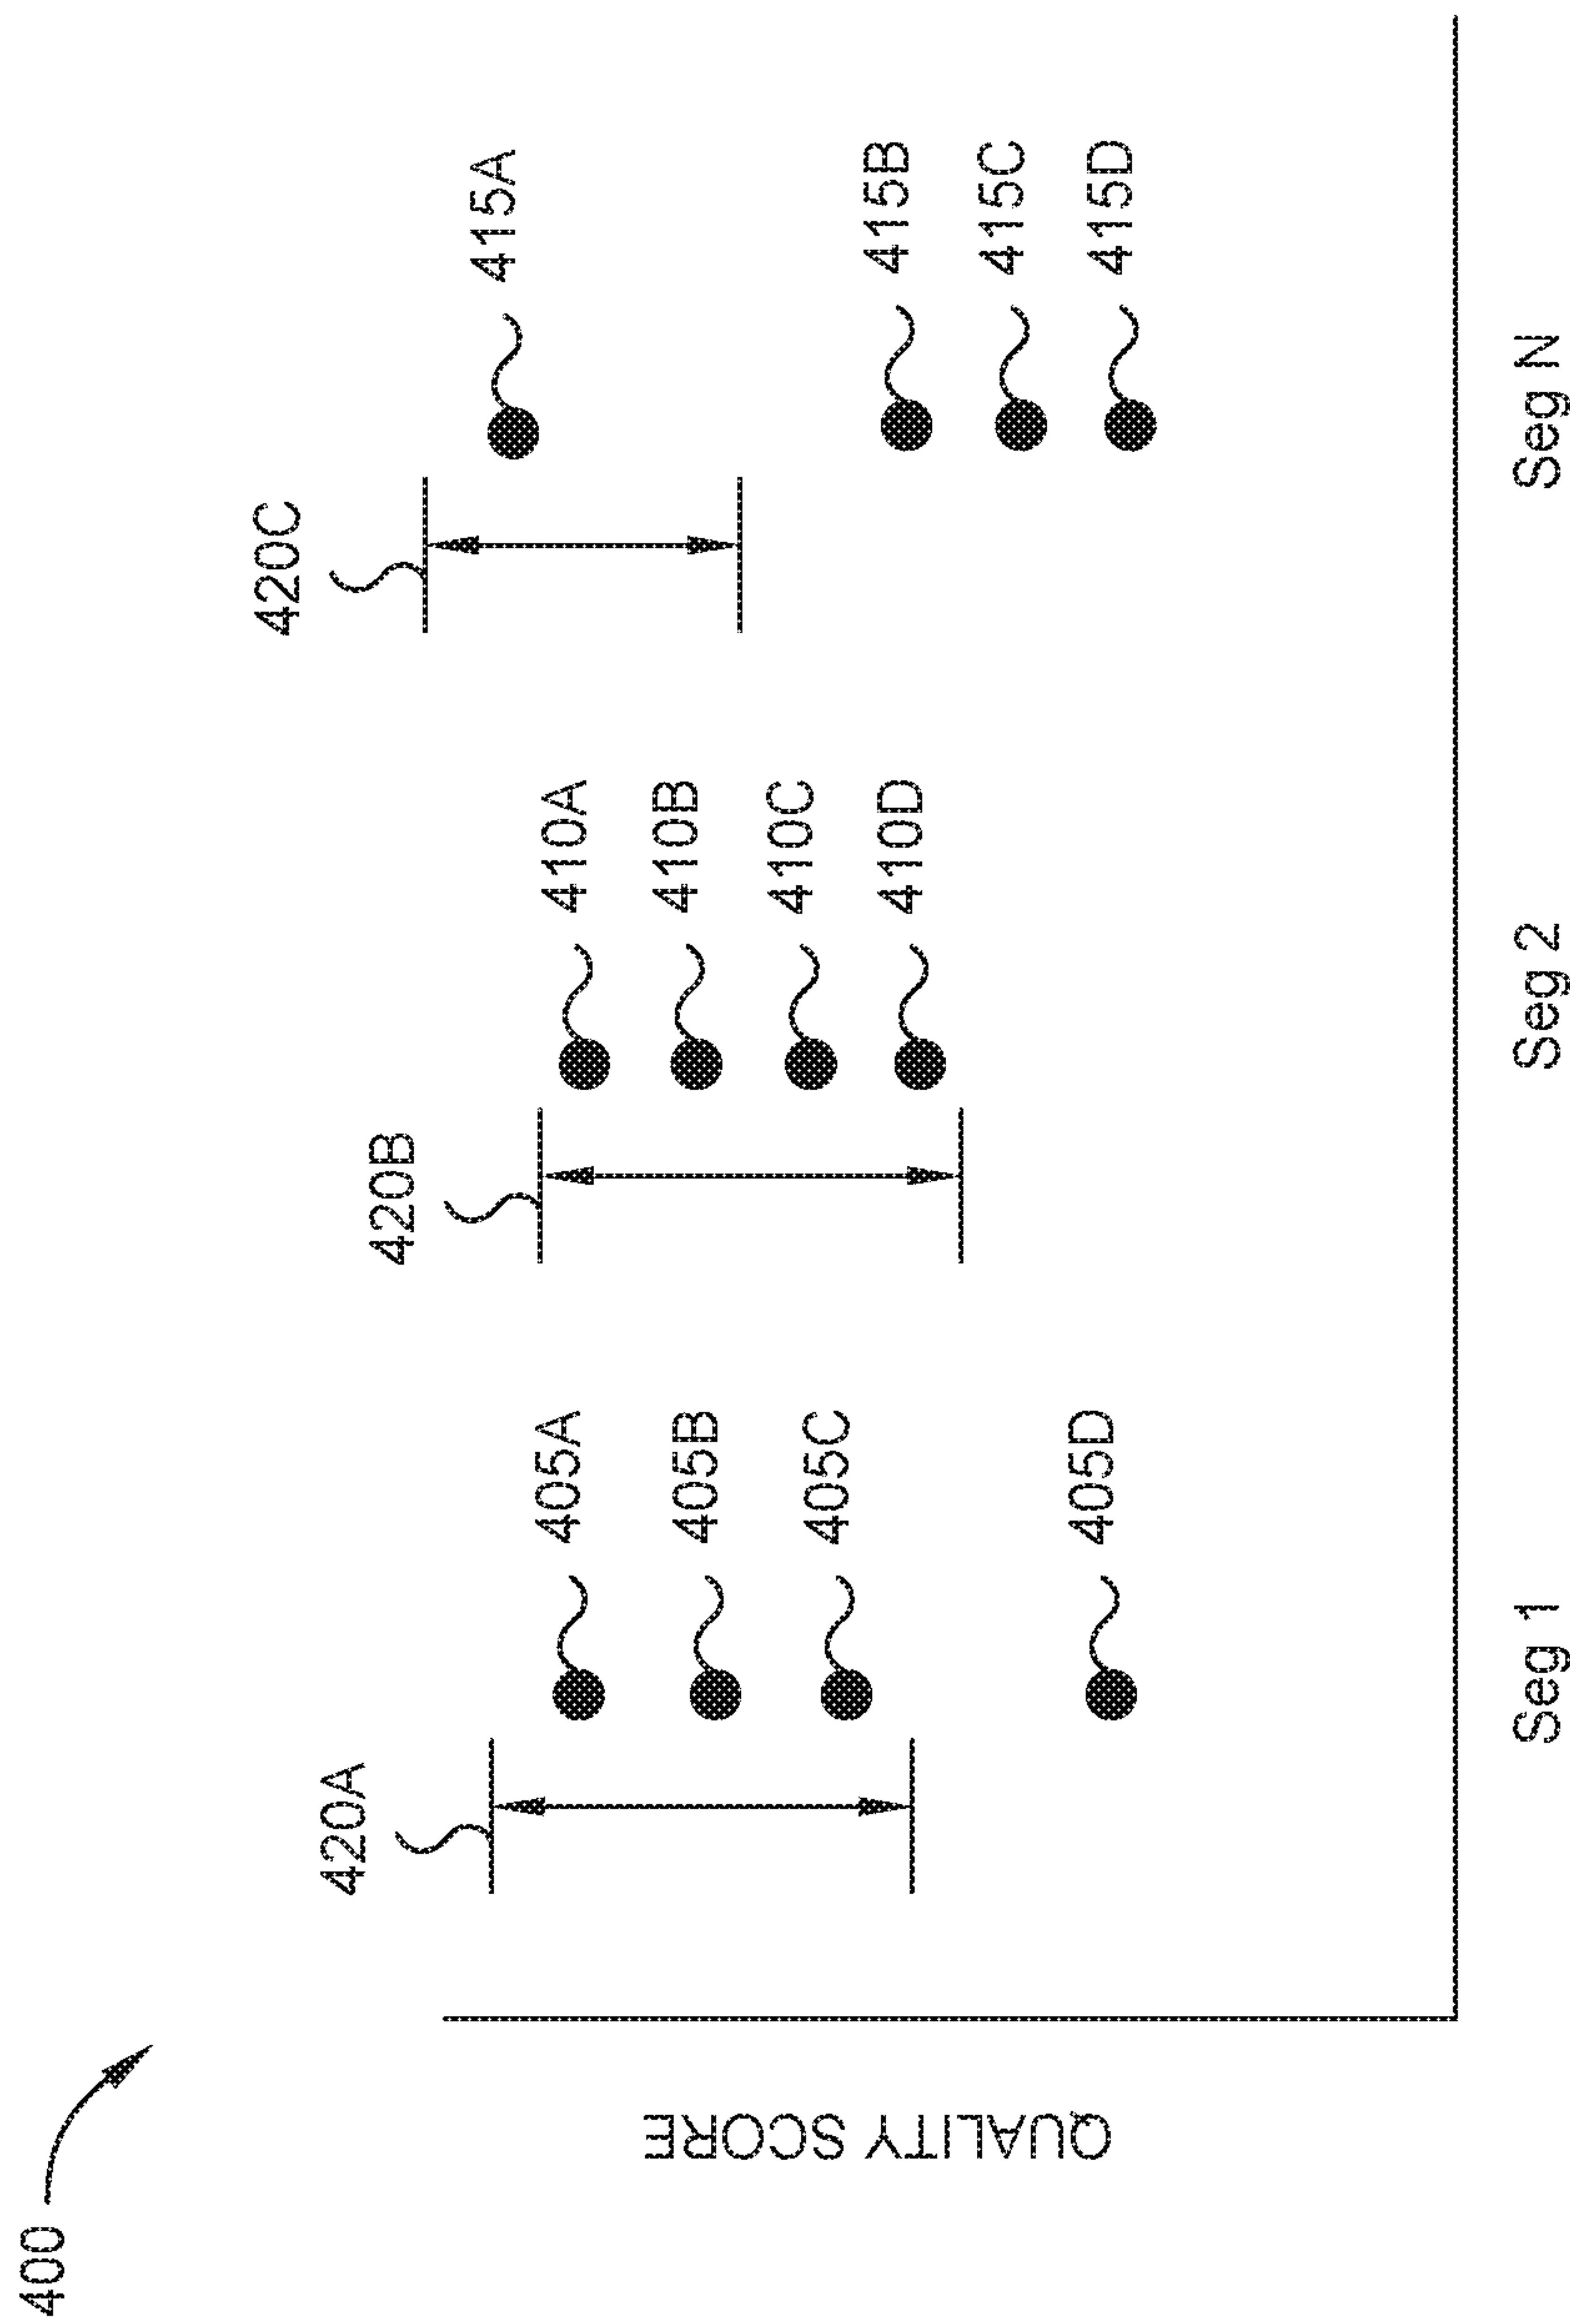 400
420C
415A
415B
415C
415D
420B
410A
410B
410C
410D
420A
405A
405B
405C
405D
QUALITY SCORE
Seg 1
Seg 2
Seg N